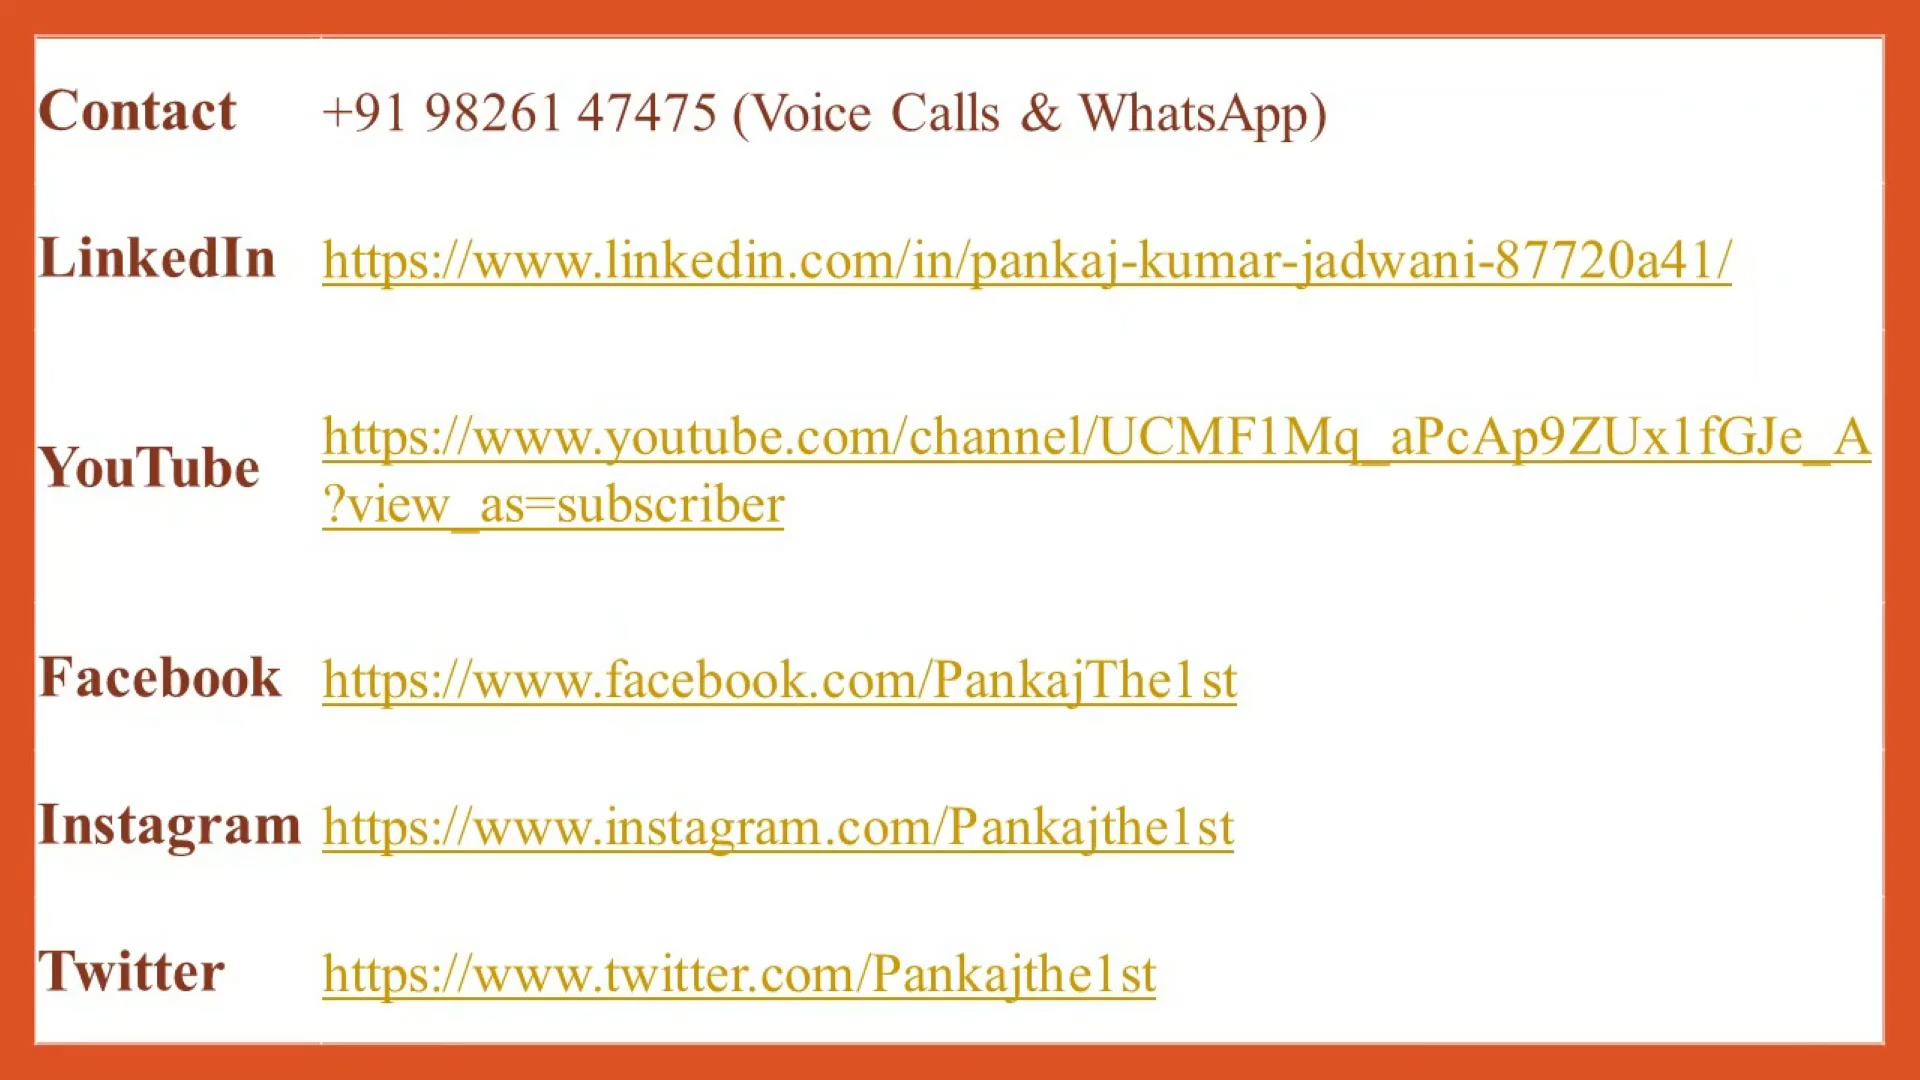 Contact +91 98261 47475 (Voice Calls & WhatsApp)
LinkedIn https://www.linkedin.com/in/pankaj-kumar-jadwani-87720a41/
YouTube https://www.youtube.com/channel/UCMF1Mq_aPcAp9ZUx1fGJe_A
?view_as=subscriber
Facebook https://www.facebook.com/PankajThe1st
Instagram https://www.instagram.com/Pankajthe1st
Twitter https://www.twitter.com/Pankajthe1st